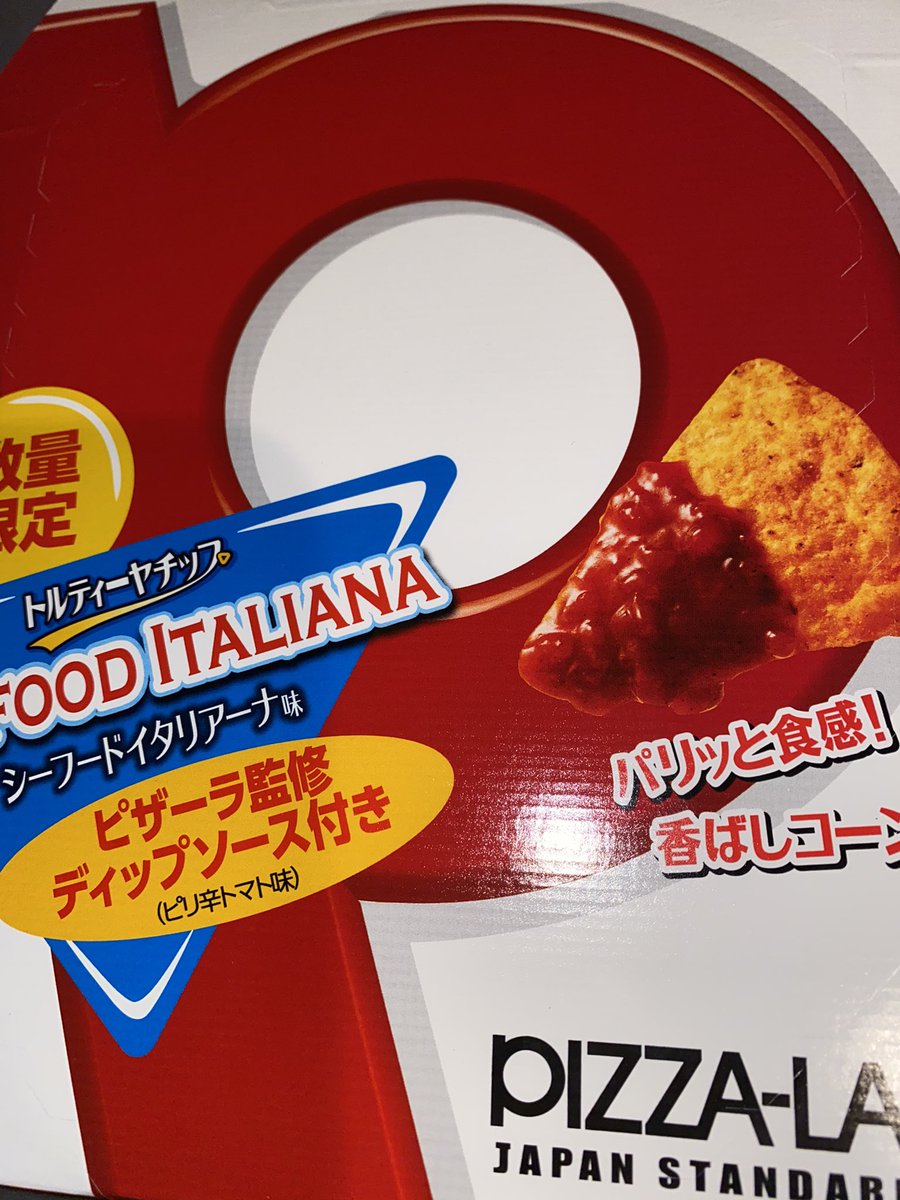 数量
限定
トルティーヤチップ
FOOD ITALIANA
シーフードイタリアーナ味
ピザーラ監修
ディップソース付き
(ピリ辛トマト味)
パリッと食感!
香ばしコーン
PIZZA-LA
JAPAN STANDARD